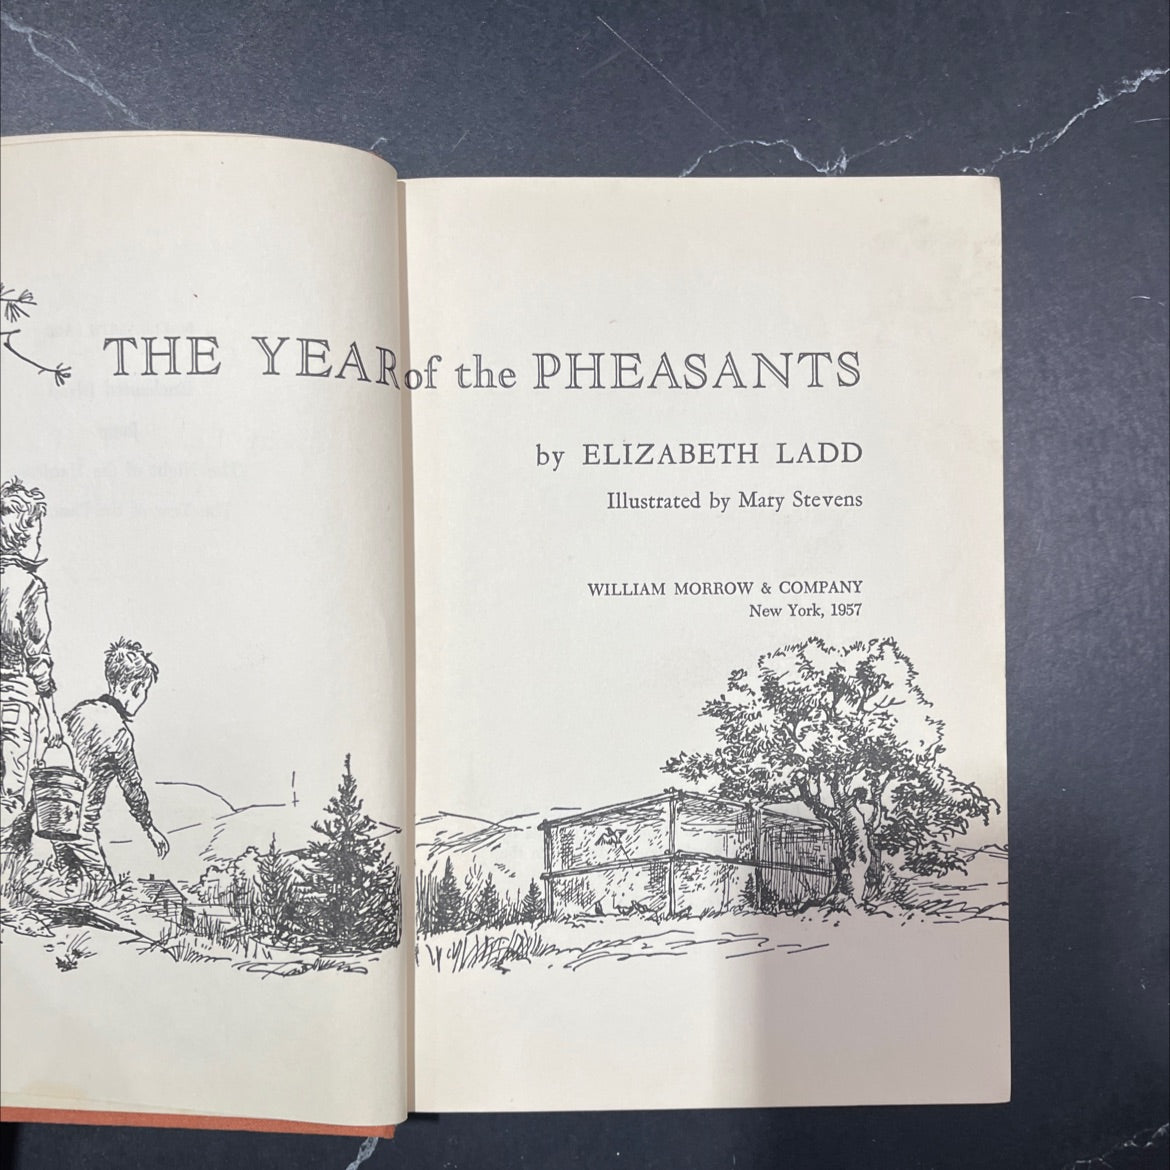 THE YEAR of the PHEASANTS
by ELIZABETH LADD
Illustrated by Mary Stevens
WILLIAM MORROW & COMPANY
New York, 1957